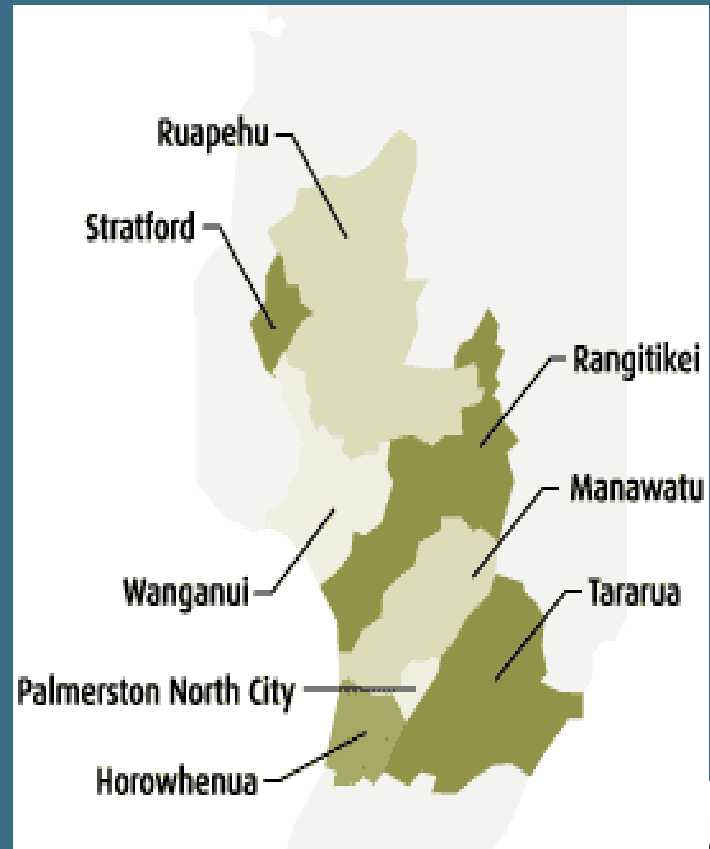 Ruapehu
Stratford
Rangitikei
Manawatu
Wanganui
Tararua
Palmerston North City
Horowhenua